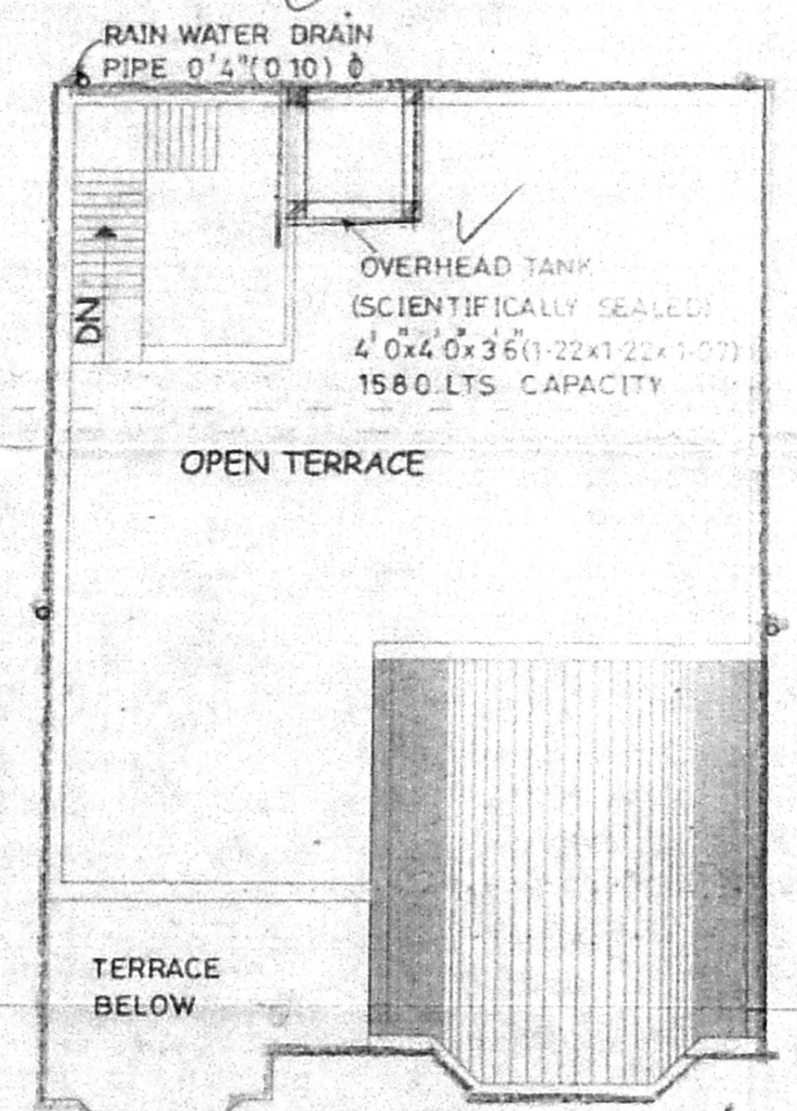 RAIN WATER DRAIN
PIPE 0'4"(0.10) ϕ
OVERHEAD TANK
(SCIENTIFICALLY SEALED)
4'0"x4'0"x3'6"(1·22x1·22x1·07)
1580 LTS CAPACITY
DN
OPEN TERRACE
TERRACE
BELOW